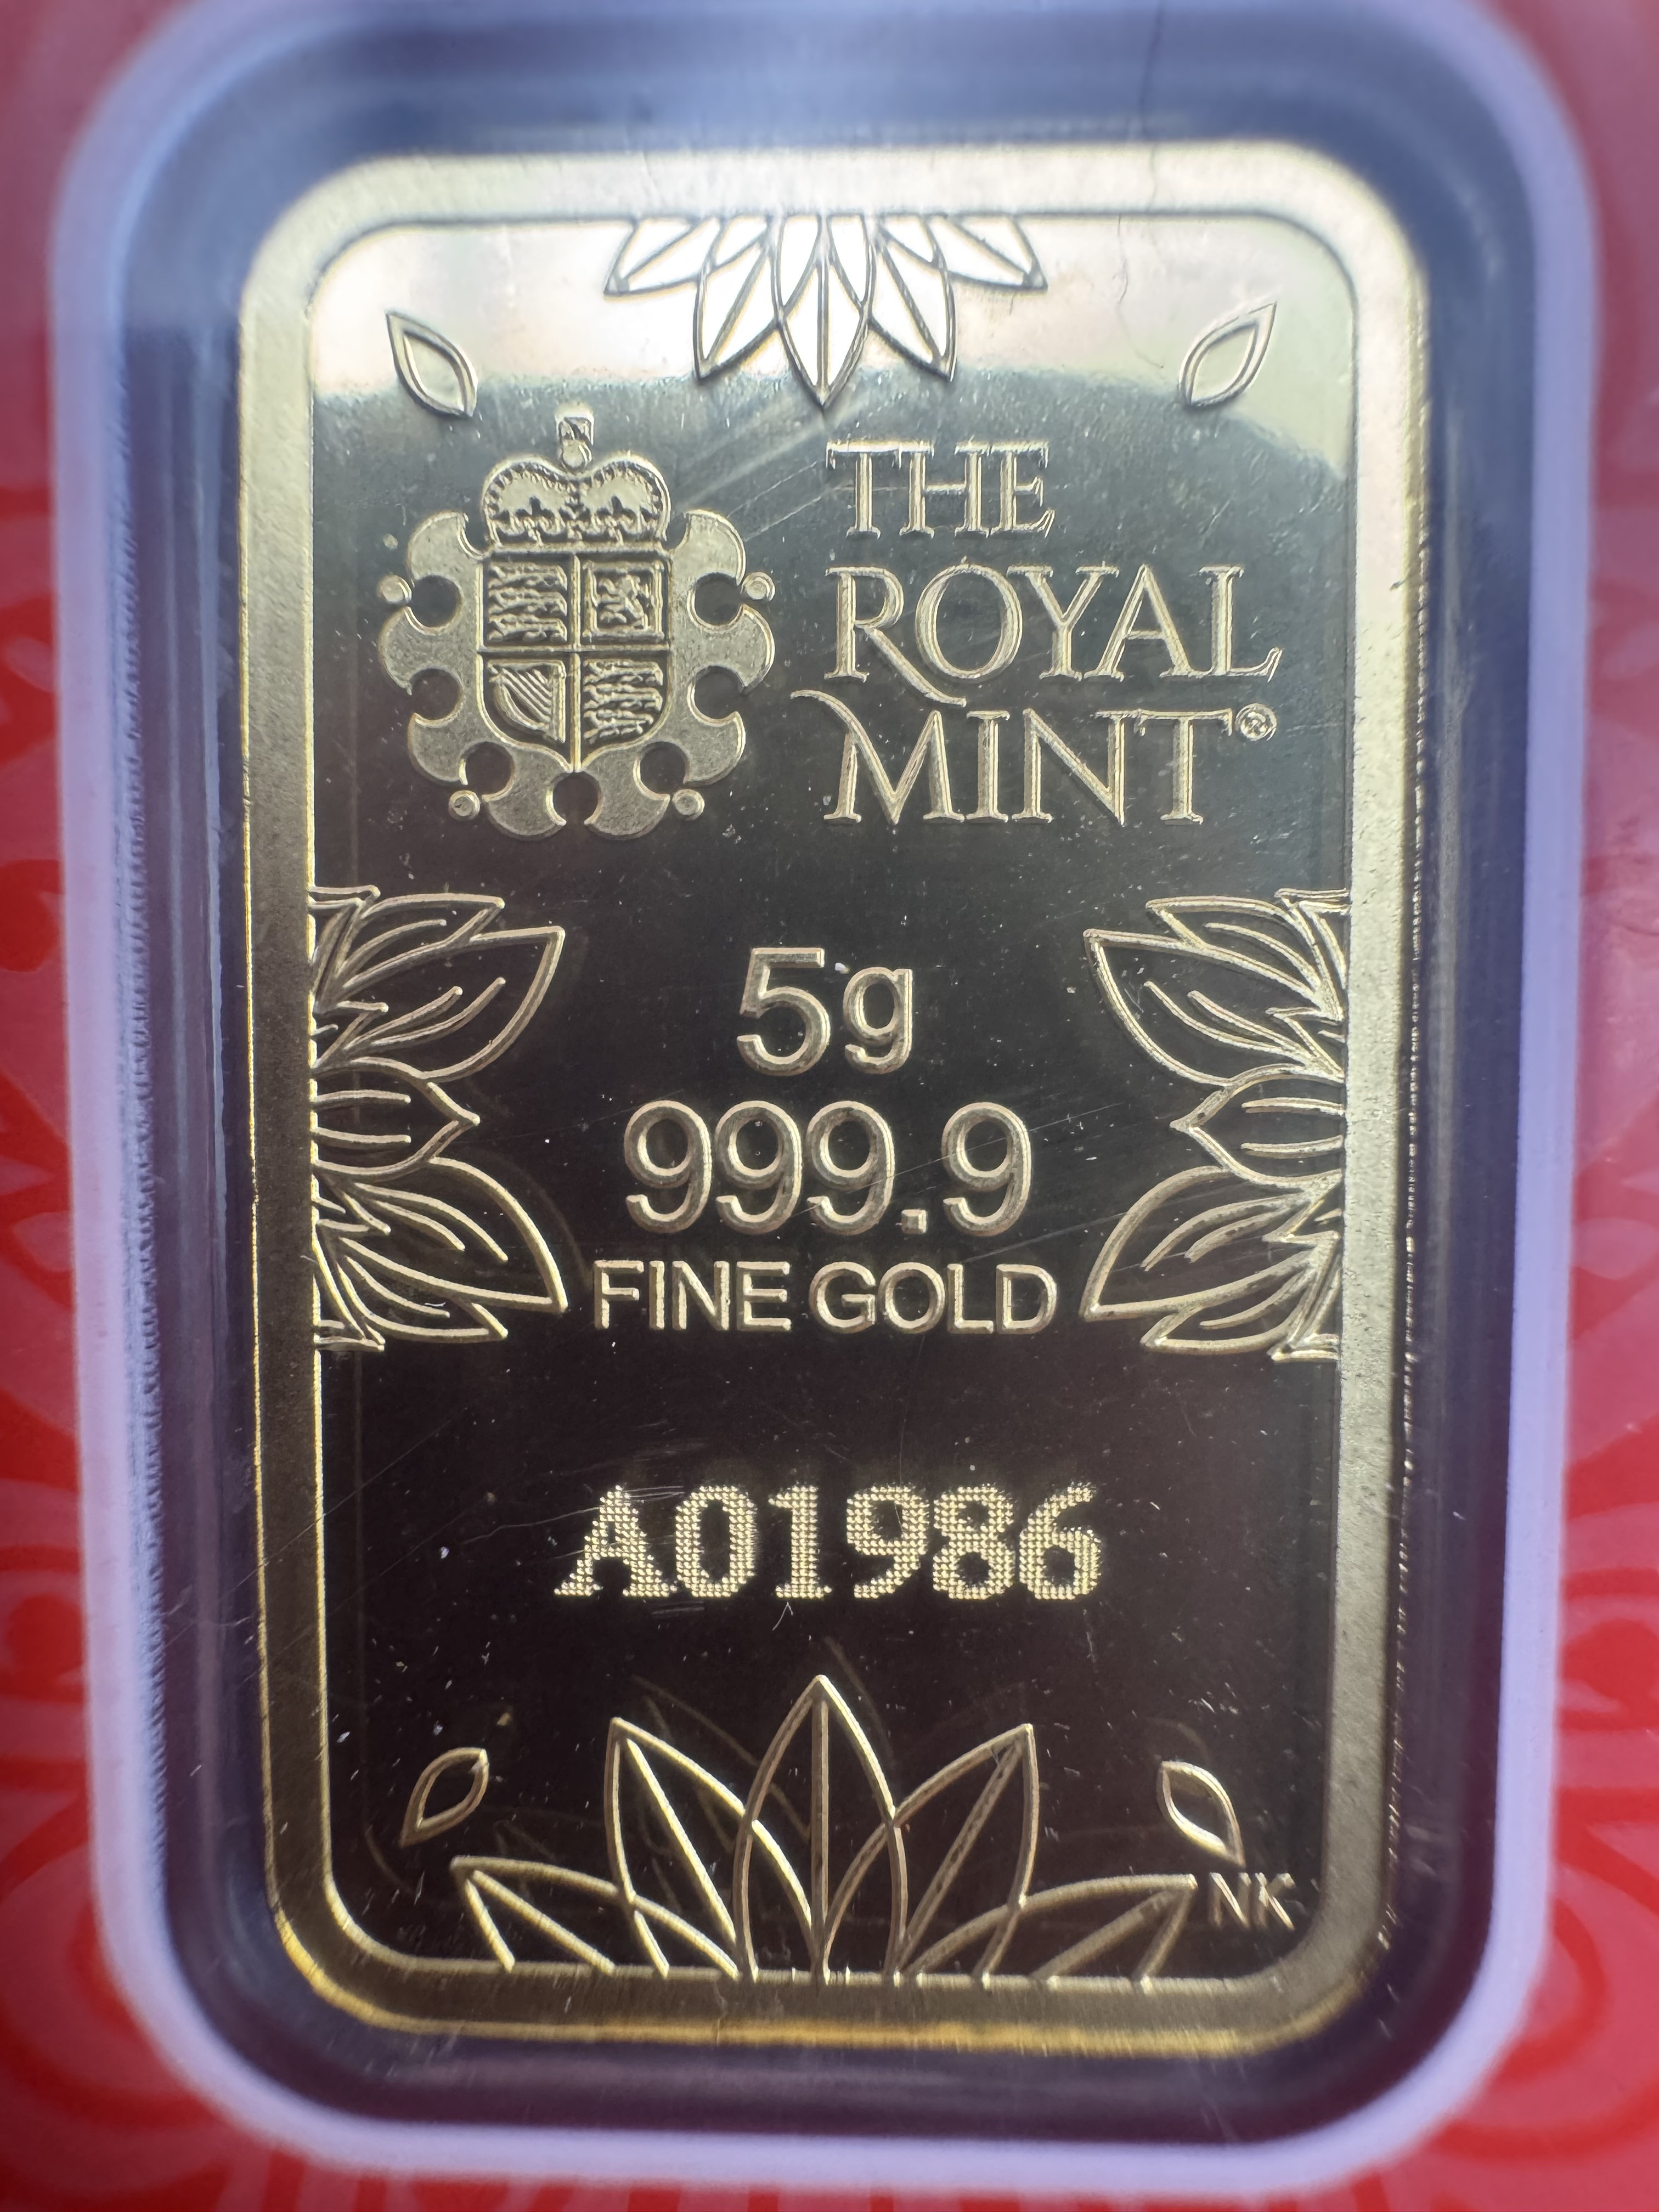 THE
ROYAL
MINT®
5g
999.9
FINE GOLD
A01986
NK